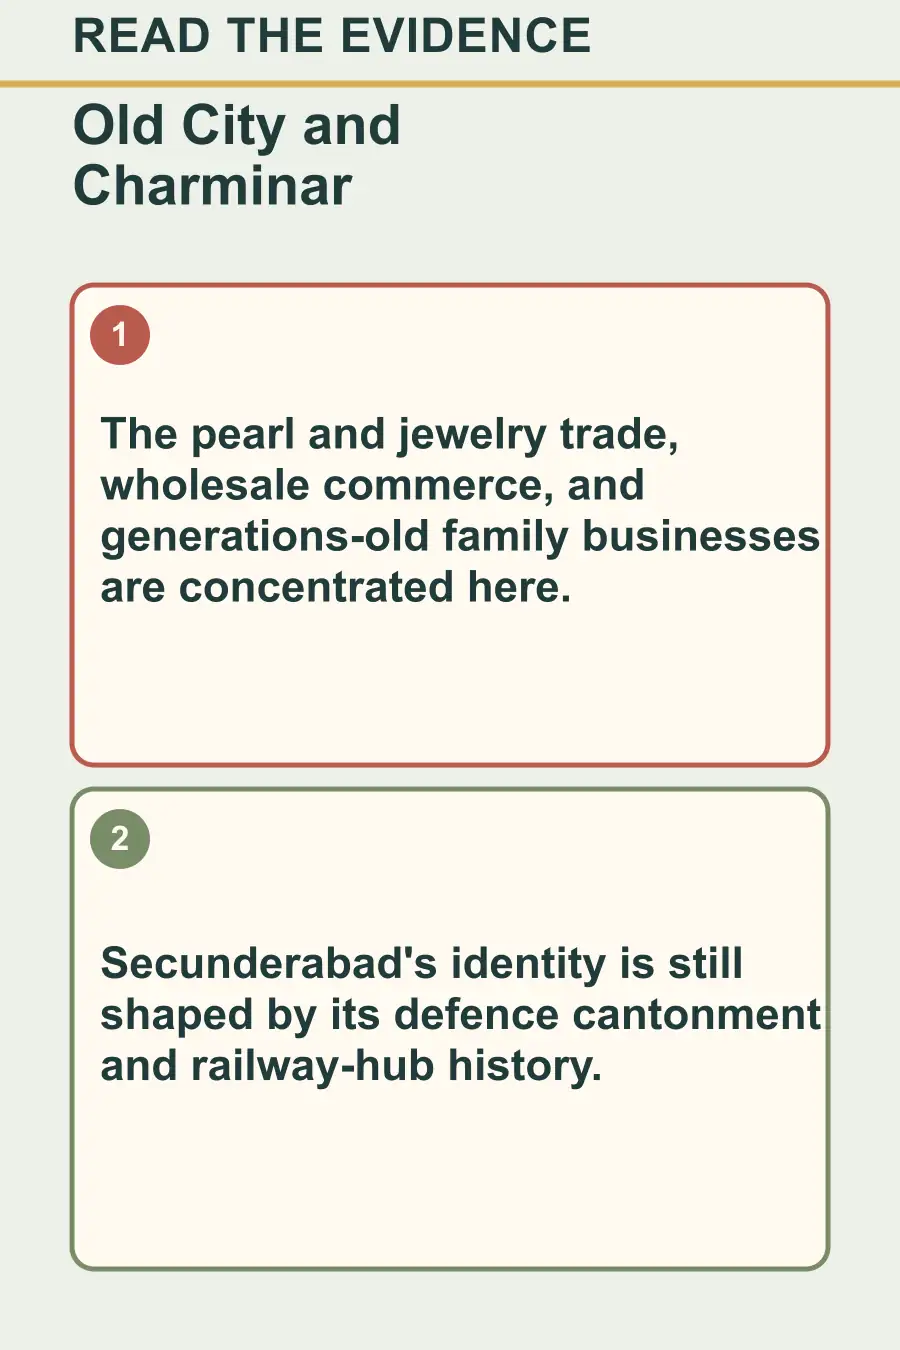 READ THE EVIDENCE
Old City and
Charminar
1
The pearl and jewelry trade,
wholesale commerce, and
generations-old family businesses
are concentrated here.
2
Secunderabad's identity is still
shaped by its defence cantonment
and railway-hub history.